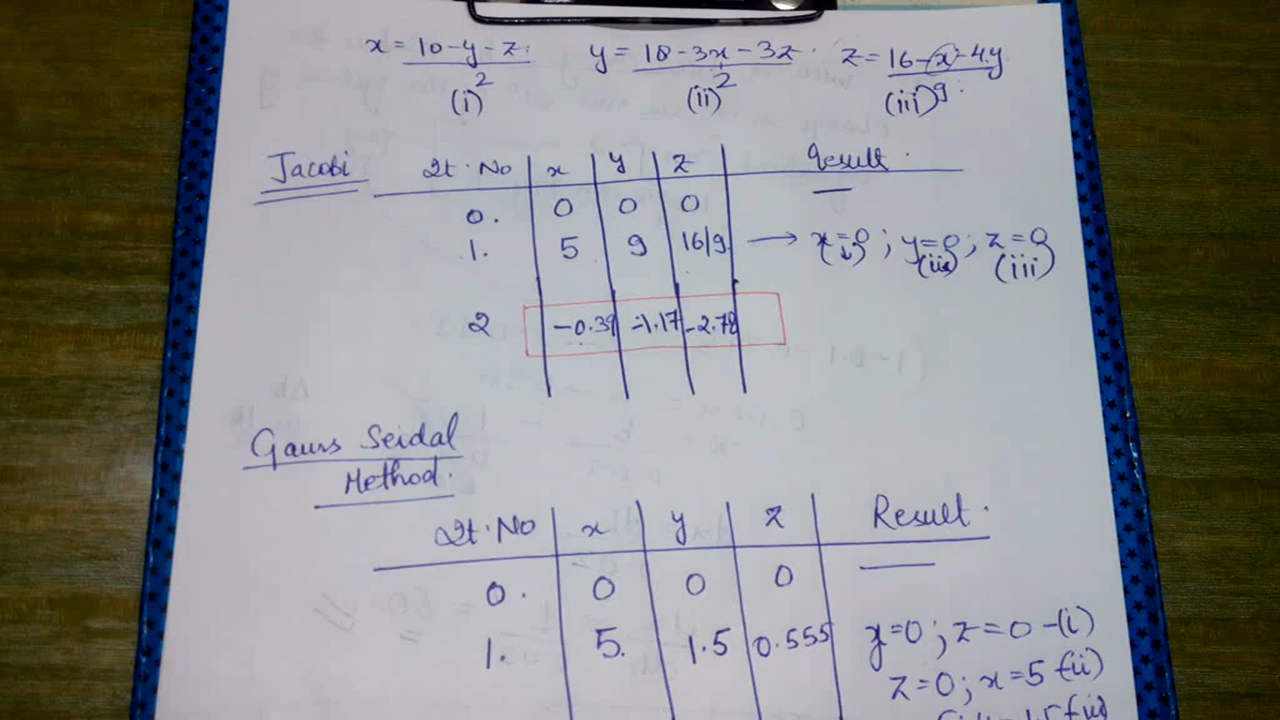 x = 10-y-z / 2 y = 18-3x-3z / 2 z = 16-x-4y / 9
(i) (ii) (iii)
Jacobi
It. No x y z Result.
0. 0 0 0
1. 5 9 16/9 → x=0 ; y=0 ; z=0
(iii)
2 -0.39 -1.17 -2.78
Gauss Seidal
Method.
It. No x y z Result.
0. 0 0 0
1. 5. 1.5 0.555 y=0 ; z=0 -(i)
z=0 ; x=5 -(ii)